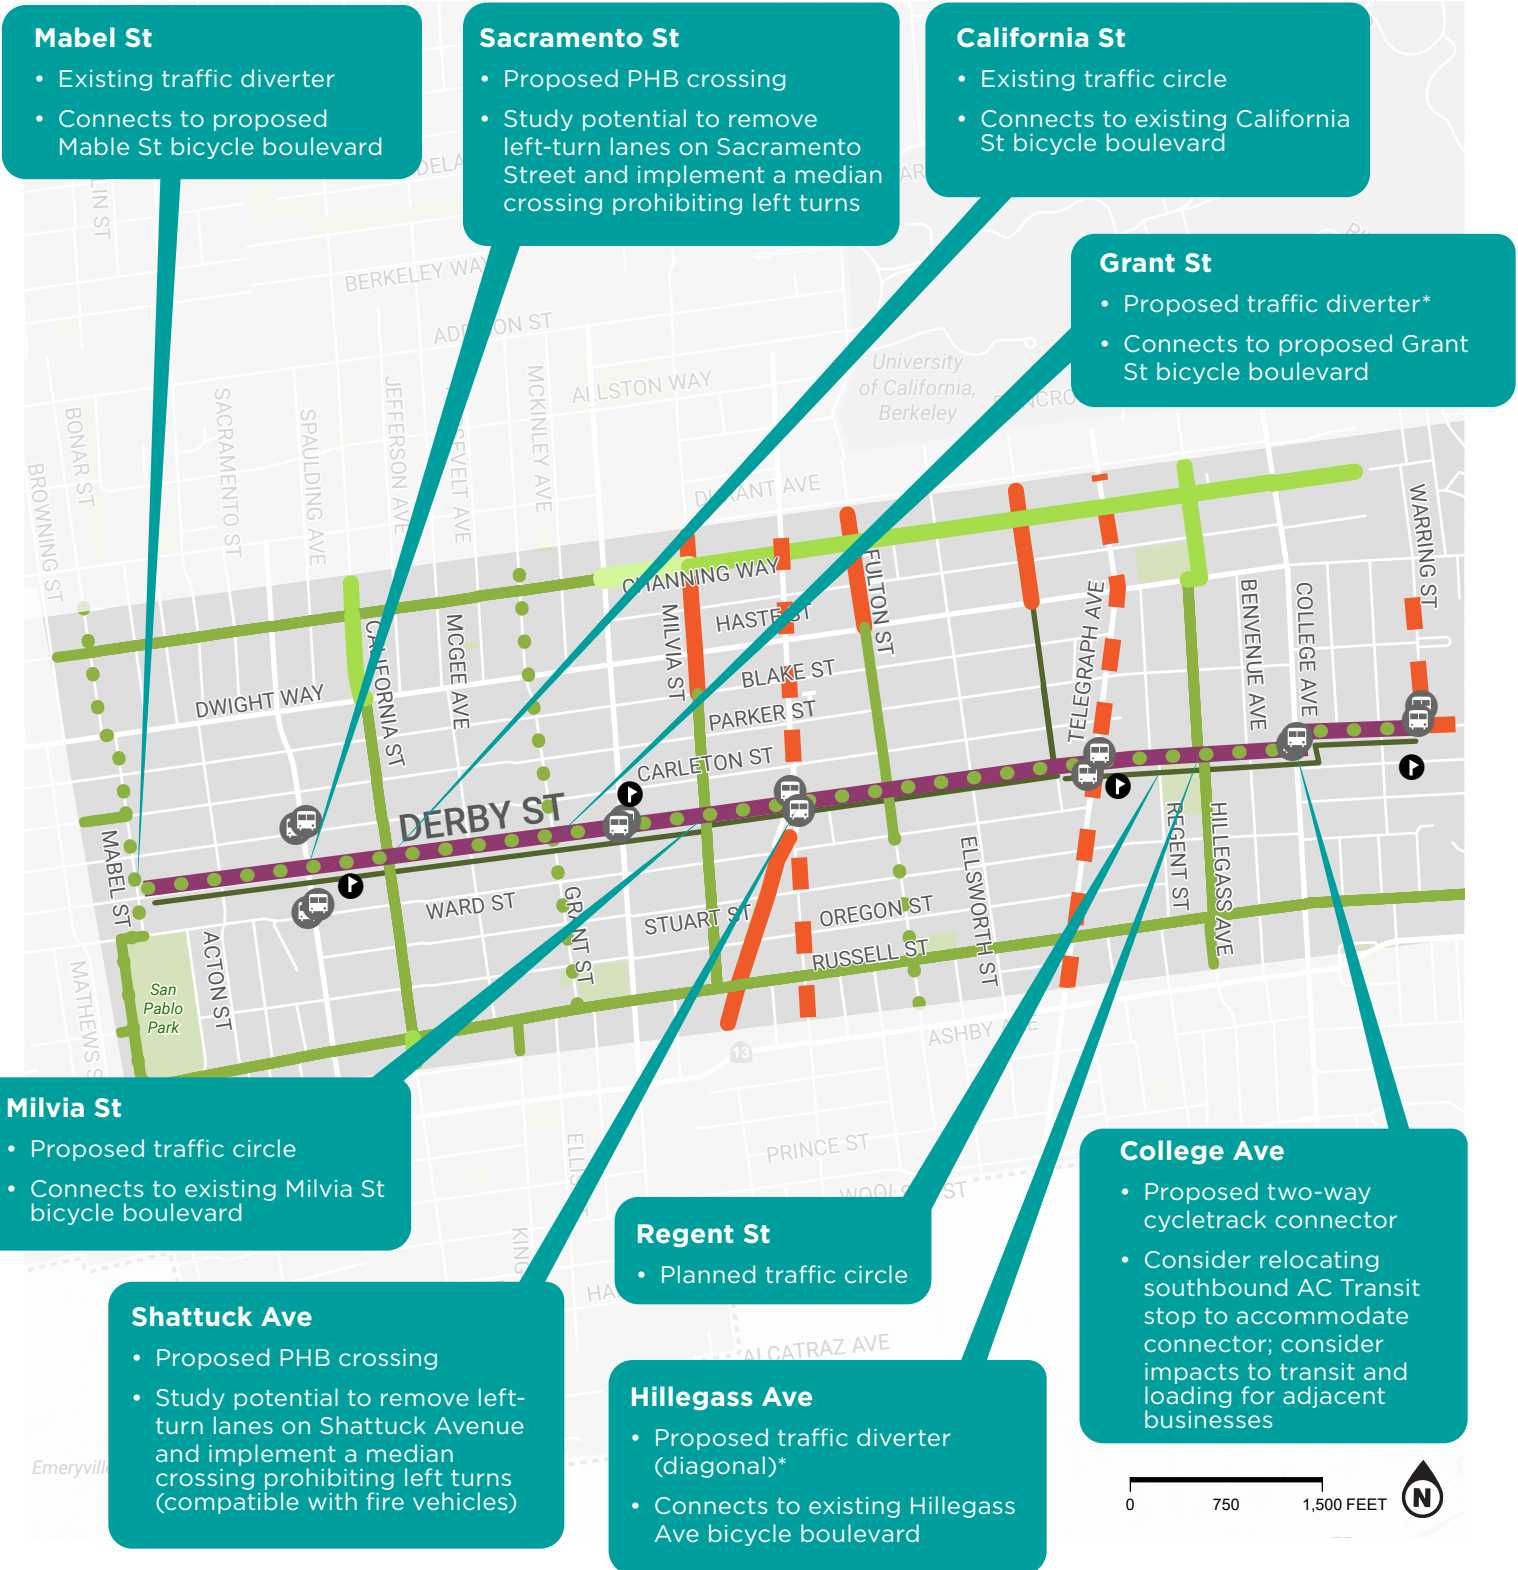 Mabel St
• Existing traffic diverter
• Connects to proposed
Mable St bicycle boulevard
Sacramento St
• Proposed PHB crossing
• Study potential to remove
left-turn lanes on Sacramento
Street and implement a median
crossing prohibiting left turns
California St
• Existing traffic circle
• Connects to existing California
St bicycle boulevard
Grant St
• Proposed traffic diverter*
• Connects to proposed Grant
St bicycle boulevard
BERKELEY WAY
ALLSTON WAY
University
of California,
Berkeley
BONAR ST
BROWNING ST
SACRAMENTO ST
SPAULDING AVE
JEFFERSON AVE
MCKINLEY AVE
DURANT AVE
WARRING ST
CHANNING WAY
HASTE ST
FULTON ST
MILVIA ST
BLAKE ST
TELEGRAPH AVE
BENVENUE AVE
COLLEGE AVE
CALIFORNIA ST
MCGEE AVE
DWIGHT WAY
PARKER ST
CARLETON ST
DERBY ST
MABEL ST
WARD ST
GRANT ST
STUART ST
OREGON ST
RUSSELL ST
ELLSWORTH ST
REGENT ST
HILLEGASS AVE
ACTON ST
San
Pablo
Park
ASHBY AVE
13
PRINCE ST
ALCATRAZ AVE
Milvia St
• Proposed traffic circle
• Connects to existing Milvia St
bicycle boulevard
Shattuck Ave
• Proposed PHB crossing
• Study potential to remove left-
turn lanes on Shattuck Avenue
and implement a median
crossing prohibiting left turns
(compatible with fire vehicles)
Regent St
• Planned traffic circle
Hillegass Ave
• Proposed traffic diverter
(diagonal)*
• Connects to existing Hillegass
Ave bicycle boulevard
College Ave
• Proposed two-way
cycletrack connector
• Consider relocating
southbound AC Transit
stop to accommodate
connector; consider
impacts to transit and
loading for adjacent
businesses
0 750 1,500 FEET
N